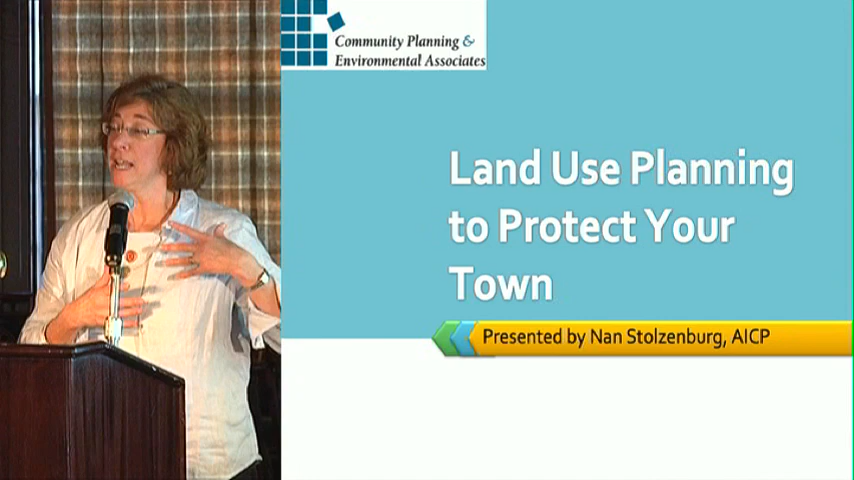 Community Planning &
Environmental Associates
Land Use Planning
to Protect Your
Town
Presented by Nan Stolzenburg, AICP